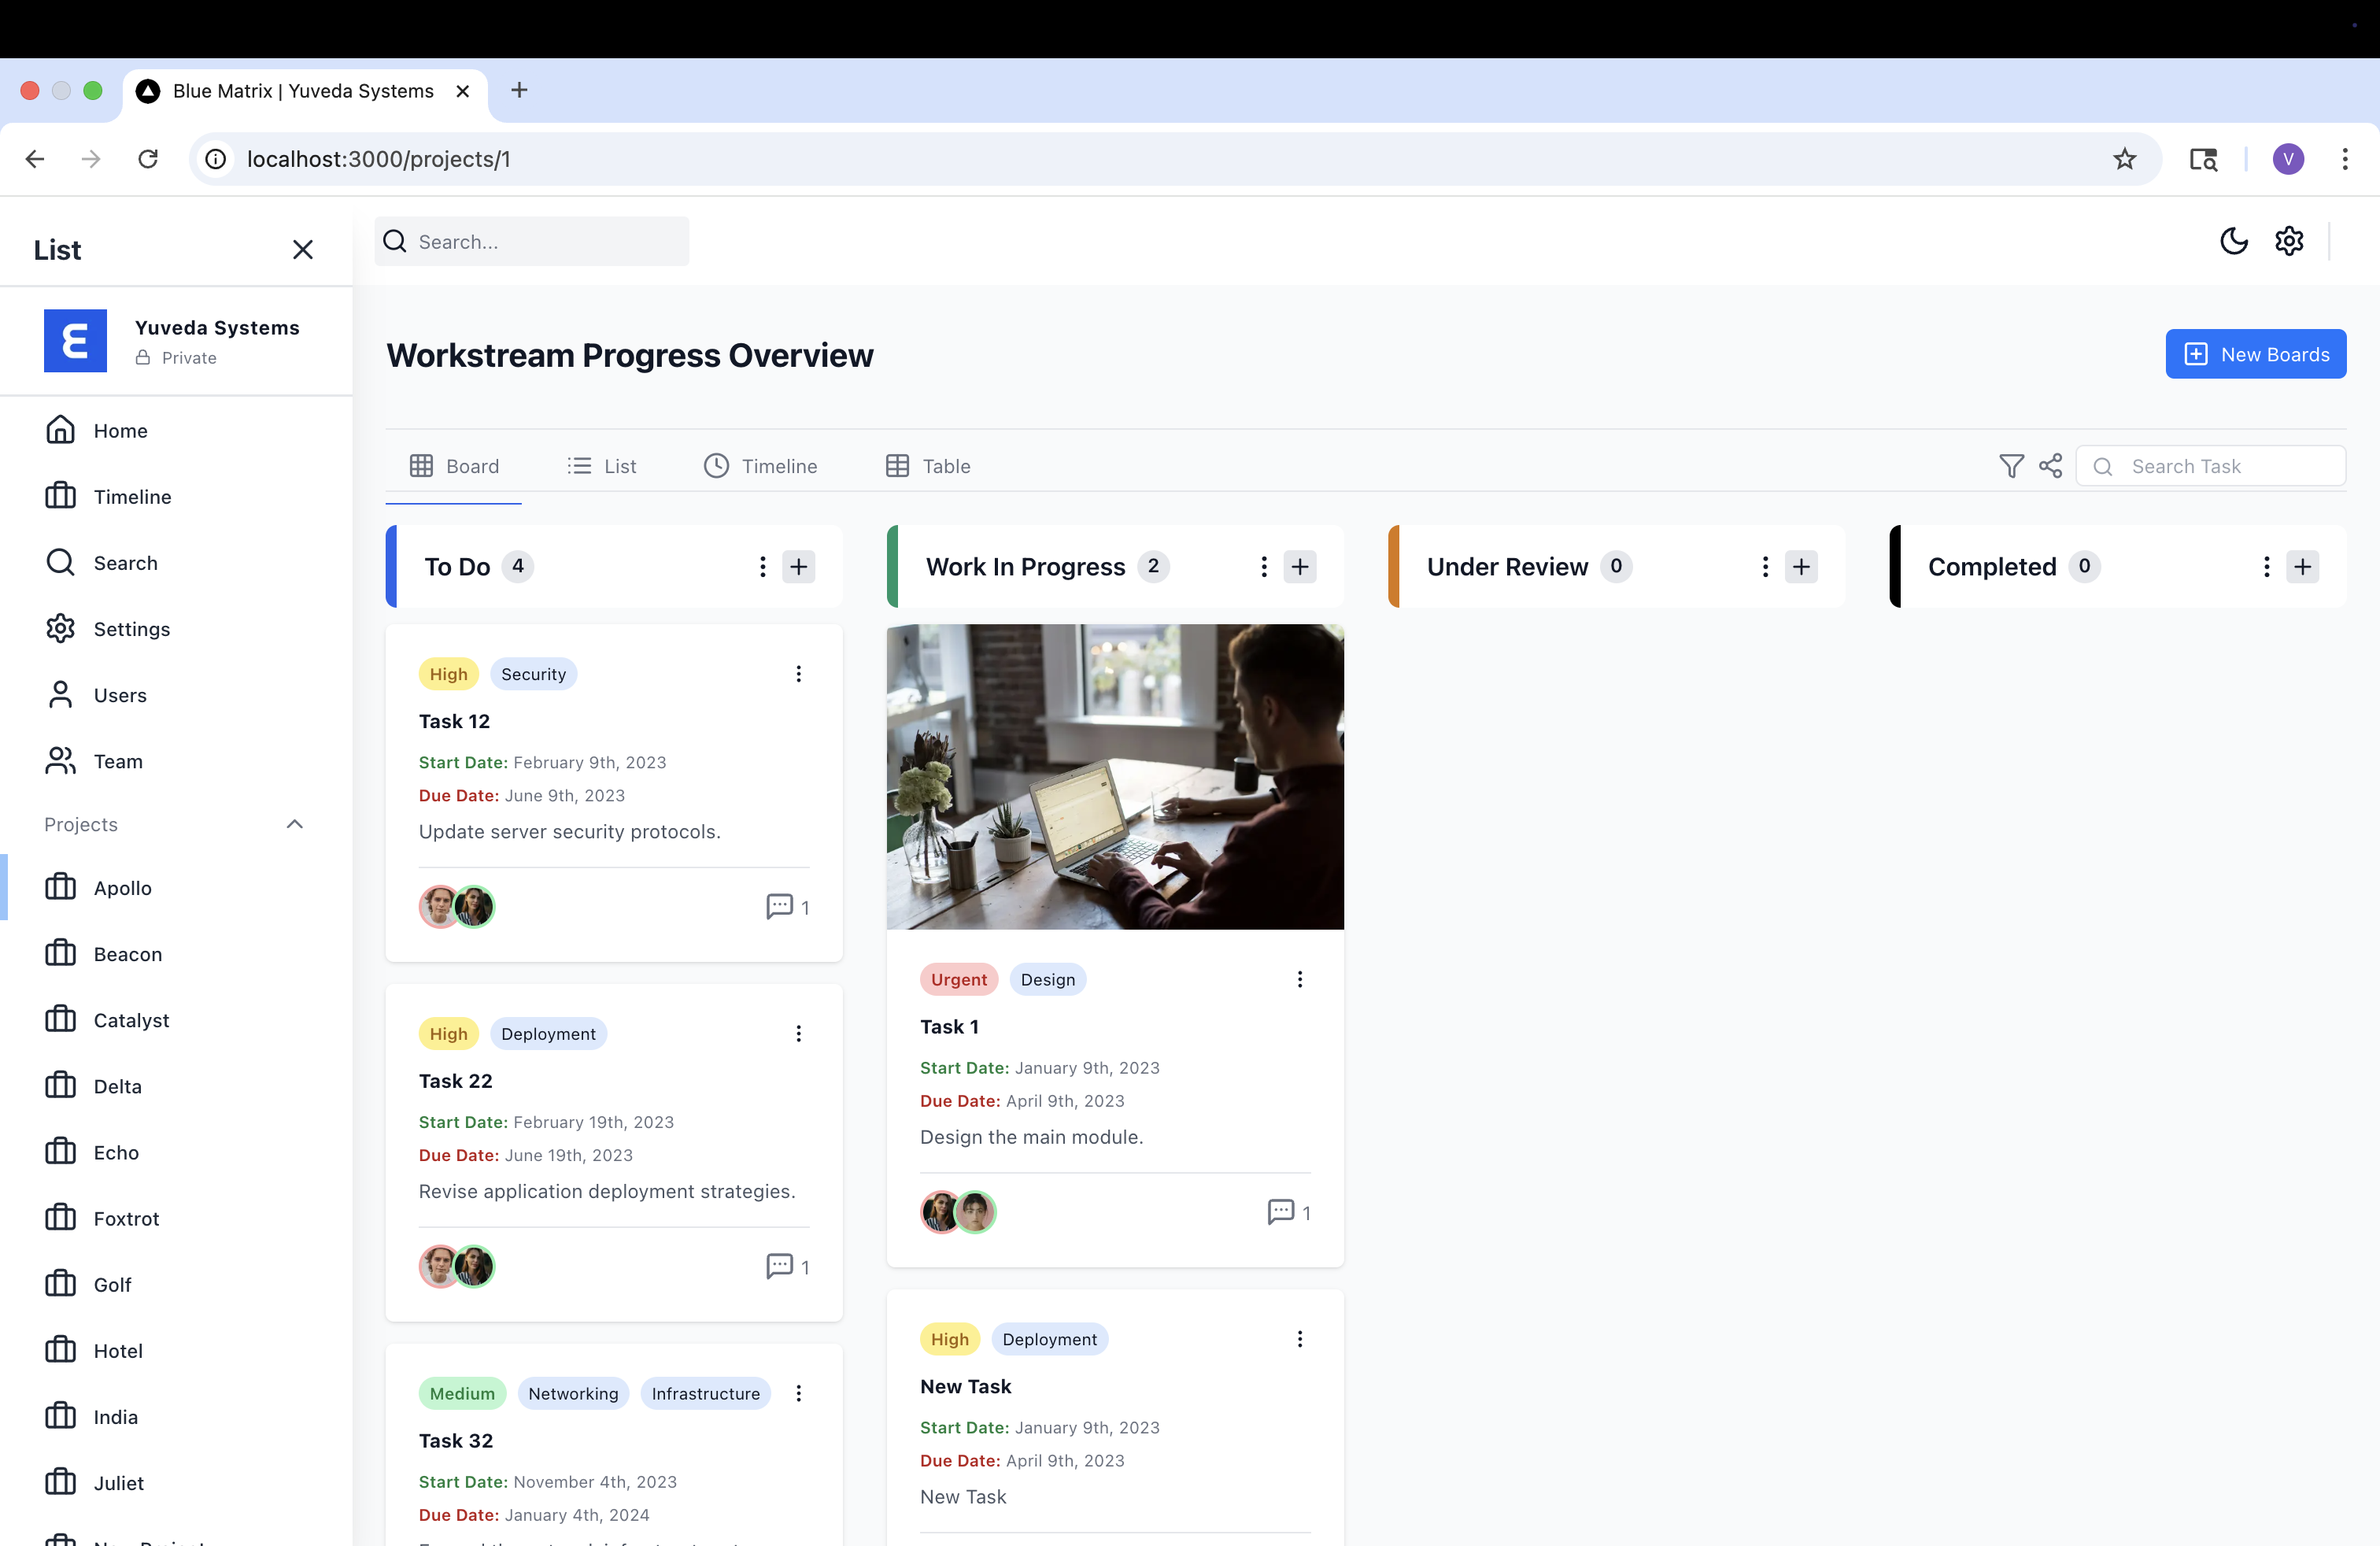 Blue Matrix | Yuveda Systems
localhost:3000/projects/1
V
List
Yuveda Systems
Private
Home
Timeline
Search
Settings
Users
Team
Projects
Apollo
Beacon
Catalyst
Delta
Echo
Foxtrot
Golf
Hotel
India
Juliet
Search...
Workstream Progress Overview
New Boards
Board
List
Timeline
Table
Search Task
To Do 4
High Security
Task 12
Start Date: February 9th, 2023
Due Date: June 9th, 2023
Update server security protocols.
1
High Deployment
Task 22
Start Date: February 19th, 2023
Due Date: June 19th, 2023
Revise application deployment strategies.
1
Medium Networking Infrastructure
Task 32
Start Date: November 4th, 2023
Due Date: January 4th, 2024
Work In Progress 2
Urgent Design
Task 1
Start Date: January 9th, 2023
Due Date: April 9th, 2023
Design the main module.
1
High Deployment
New Task
Start Date: January 9th, 2023
Due Date: April 9th, 2023
New Task
Under Review 0
Completed 0